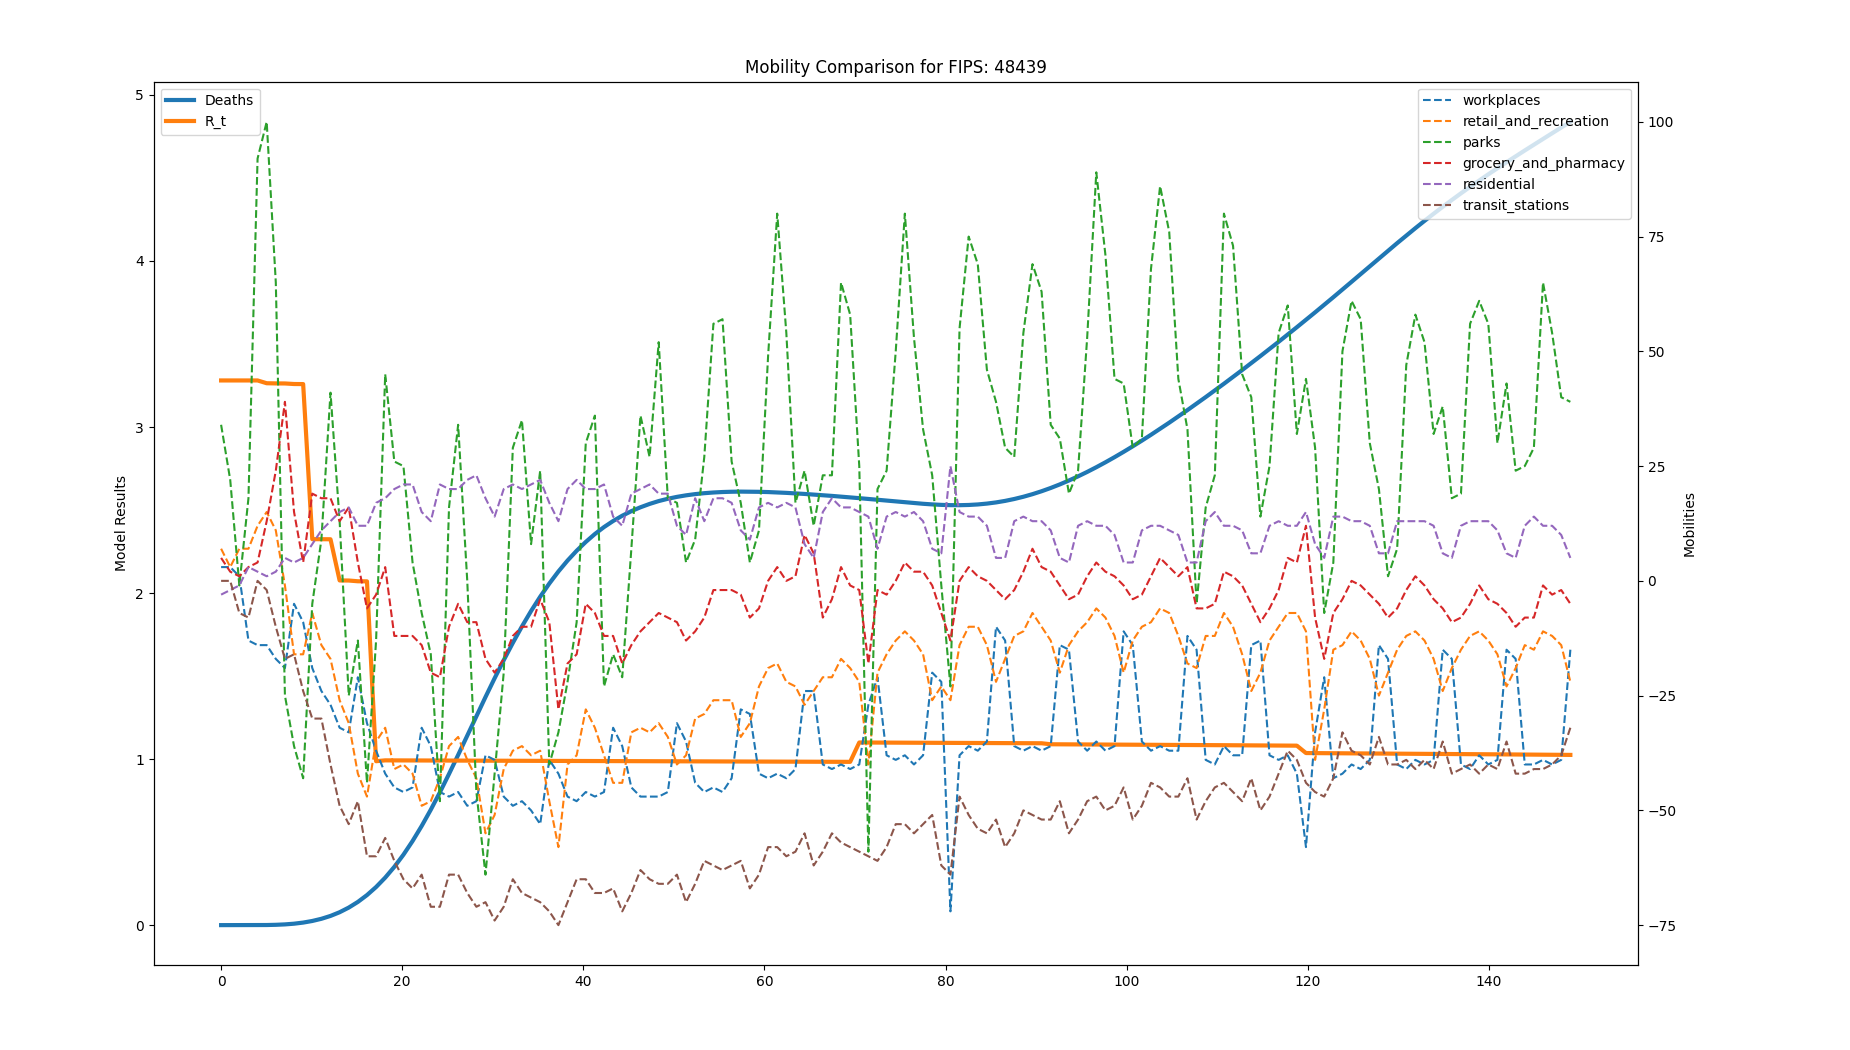 Mobility Comparison for FIPS: 48439
Deaths
R_t
workplaces
retail_and_recreation
parks
grocery_and_pharmacy
residential
transit_stations
5
4
3
2
1
0
Model Results
100
75
50
25
0
−25
−50
−75
Mobilities
0 20 40 60 80 100 120 140